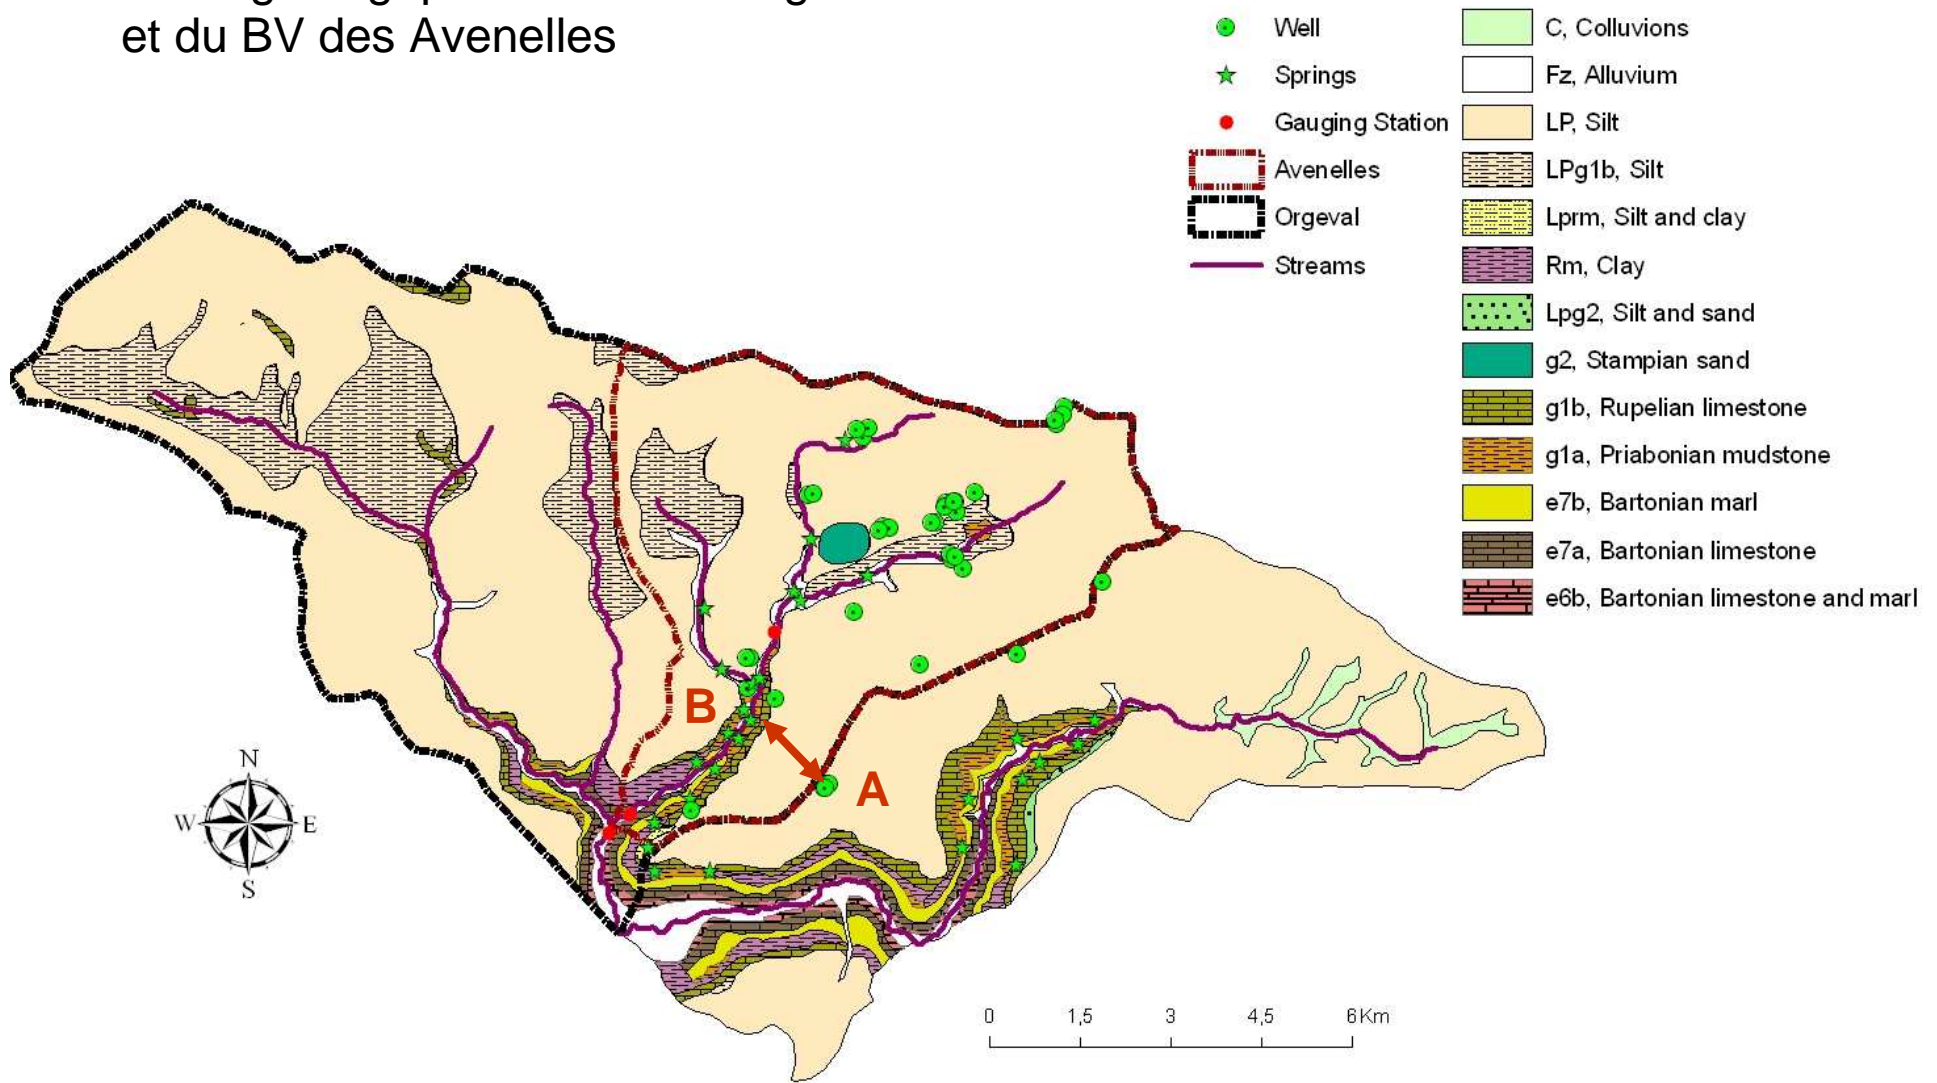 et du BV des Avenelles
Well
Springs
Gauging Station
Avenelles
Orgeval
Streams
C, Colluvions
Fz, Alluvium
LP, Silt
LPg1b, Silt
Lprm, Silt and clay
Rm, Clay
Lpg2, Silt and sand
g2, Stampian sand
g1b, Rupelian limestone
g1a, Priabonian mudstone
e7b, Bartonian marl
e7a, Bartonian limestone
e6b, Bartonian limestone and marl
B
A
N
W E
S
0 1,5 3 4,5 6Km